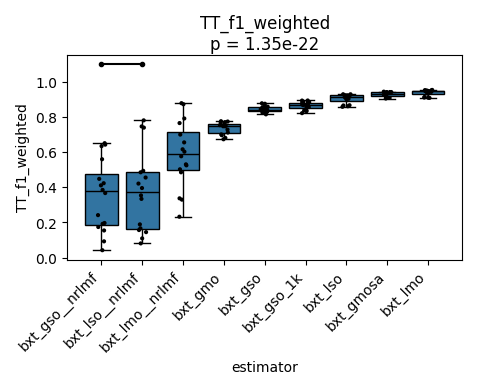 TT_f1_weighted
p = 1.35e-22
TT_f1_weighted
1.0
0.8
0.6
0.4
0.2
0.0
bxt_gso__nrlmf
bxt_lso__nrlmf
bxt_lmo__nrlmf
bxt_gmo
bxt_gso
bxt_gso_1k
bxt_lso
bxt_gmosa
bxt_lmo
estimator